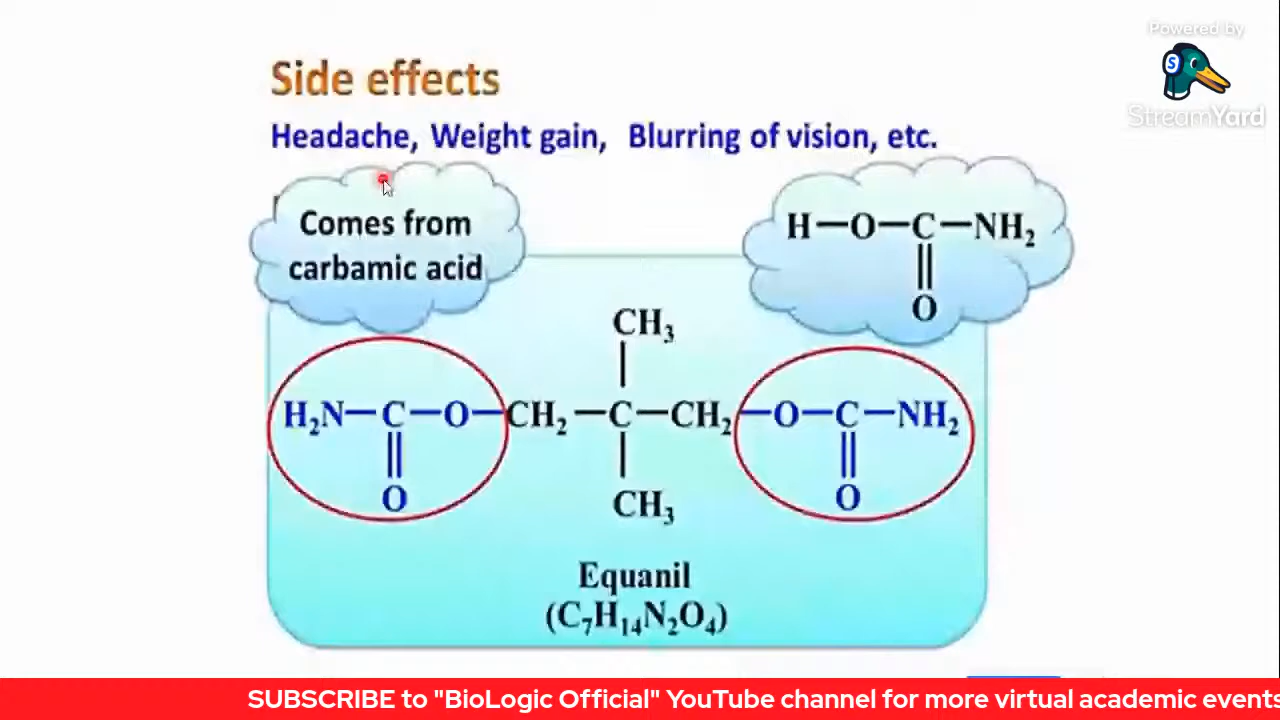 Powered by
StreamYard
Side effects
Headache, Weight gain, Blurring of vision, etc.
Comes from
carbamic acid
H—O—C—NH₂
O
CH₃
H₂N—C—O—CH₂—C—CH₂—O—C—NH₂
O
O
CH₃
Equanil
(C₇H₁₄N₂O₄)
SUBSCRIBE to "BioLogic Official" YouTube channel for more virtual academic events